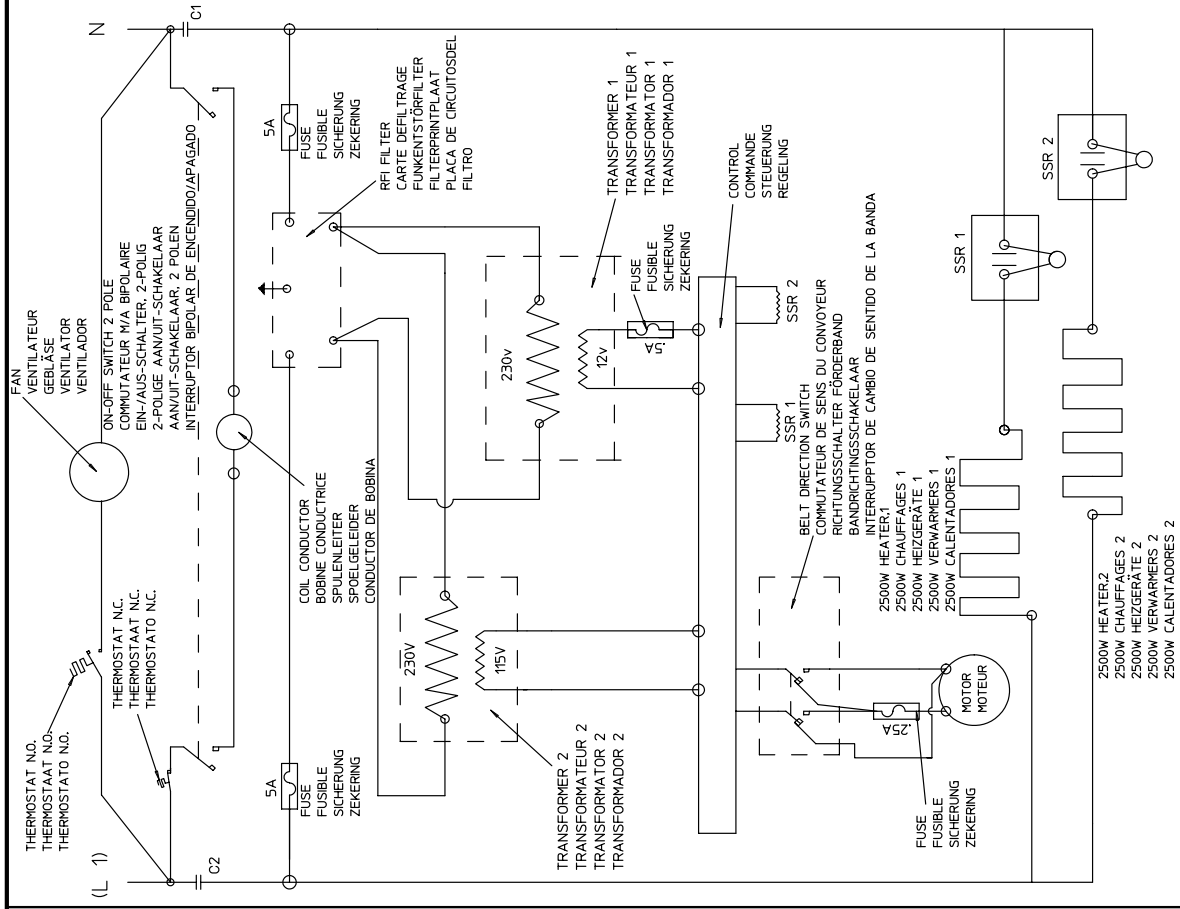 (L 1)
N
C2
C1
FAN
VENTILATEUR
GEBLÄSE
VENTILATOR
VENTILADOR
THERMOSTAT N.O.
THERMOSTAAT N.O.
THERMOSTATO N.O.
THERMOSTAT N.C.
THERMOSTAAT N.C.
THERMOSTATO N.C.
ON-OFF SWITCH 2 POLE
COMMUTATEUR M/A BIPOLAIRE
EIN-/AUS-SCHALTER, 2-POLIG
2-POLIGE AAN/UIT-SCHAKELAAR
AAN/UIT-SCHAKELAAR, 2 POLEN
INTERRUPTOR BIPOLAR DE ENCENDIDO/APAGADO
COIL CONDUCTOR
BOBINE CONDUCTRICE
SPULENLEITER
SPOELGELEIDER
CONDUCTOR DE BOBINA
5A
FUSE
FUSIBLE
SICHERUNG
ZEKERING
5A
FUSE
FUSIBLE
SICHERUNG
ZEKERING
RFI FILTER
CARTE DEFILTRAGE
FUNKENTSTÖRFILTER
FILTERPRINTPLAAT
PLACA DE CIRCUITOSDEL
FILTRO
230V
115V
TRANSFORMER 2
TRANSFORMATEUR 2
TRANSFORMATOR 2
TRANSFORMADOR 2
230v
12v
TRANSFORMER 1
TRANSFORMATEUR 1
TRANSFORMATOR 1
TRANSFORMADOR 1
FUSE
FUSIBLE
SICHERUNG
ZEKERING
.5A
CONTROL
COMMANDE
STEUERUNG
REGELING
SSR 1
SSR 2
BELT DIRECTION SWITCH
COMMUTATEUR DE SENS DU CONVOYEUR
RICHTUNGSSCHALTER FÖRDERBAND
BANDRICHTINGSSCHAKELAAR
INTERRUPPTOR DE CAMBIO DE SENTIDO DE LA BANDA
.25A
FUSE
FUSIBLE
SICHERUNG
ZEKERING
MOTOR
MOTEUR
2500W HEATER,1
2500W CHAUFFAGES 1
2500W HEIZGERÄTE 1
2500W VERWARMERS 1
2500W CALENTADORES 1
SSR 1
SSR 2
2500W HEATER,2
2500W CHAUFFAGES 2
2500W HEIZGERÄTE 2
2500W VERWARMERS 2
2500W CALENTADORES 2